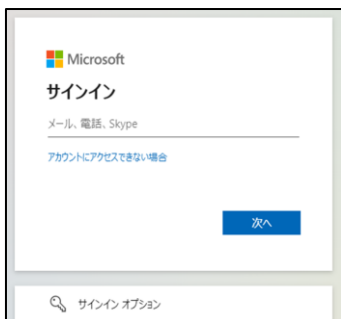 Microsoft
サインイン
メール、電話、Skype
アカウントにアクセスできない場合
次へ
サインイン オプション